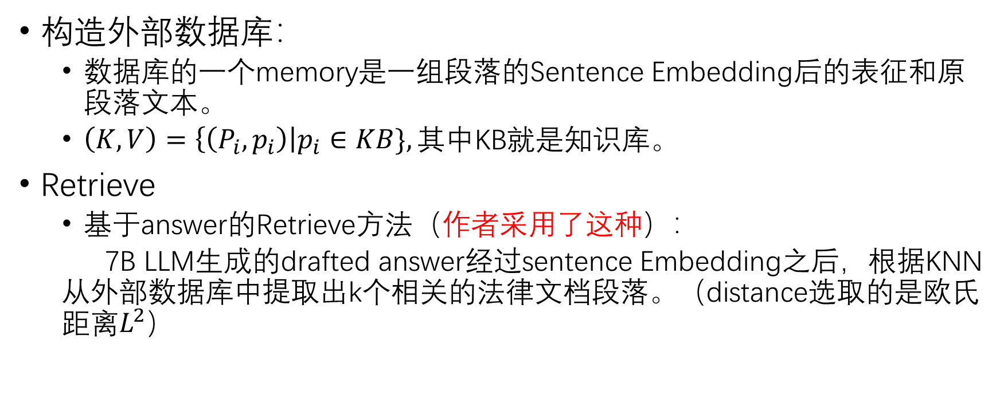 • 构造外部数据库：
• 数据库的一个memory是一组段落的Sentence Embedding后的表征和原
段落文本。
• (K,V) = {(P_i,p_i)|p_i ∈ KB},其中KB就是知识库。
• Retrieve
• 基于answer的Retrieve方法（作者采用了这种）：
7B LLM生成的drafted answer经过sentence Embedding之后，根据KNN
从外部数据库中提取出k个相关的法律文档段落。（distance选取的是欧氏
距离L²）